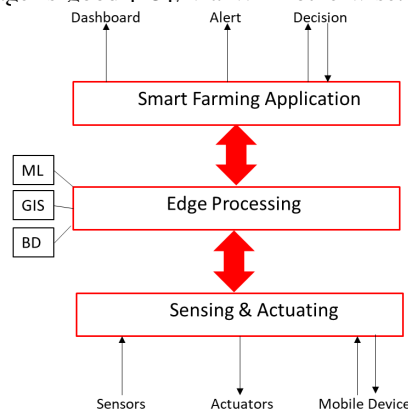 Dashboard Alert Decision
Smart Farming Application
ML
Edge Processing
GIS
BD
Sensing & Actuating
Sensors Actuators Mobile Device